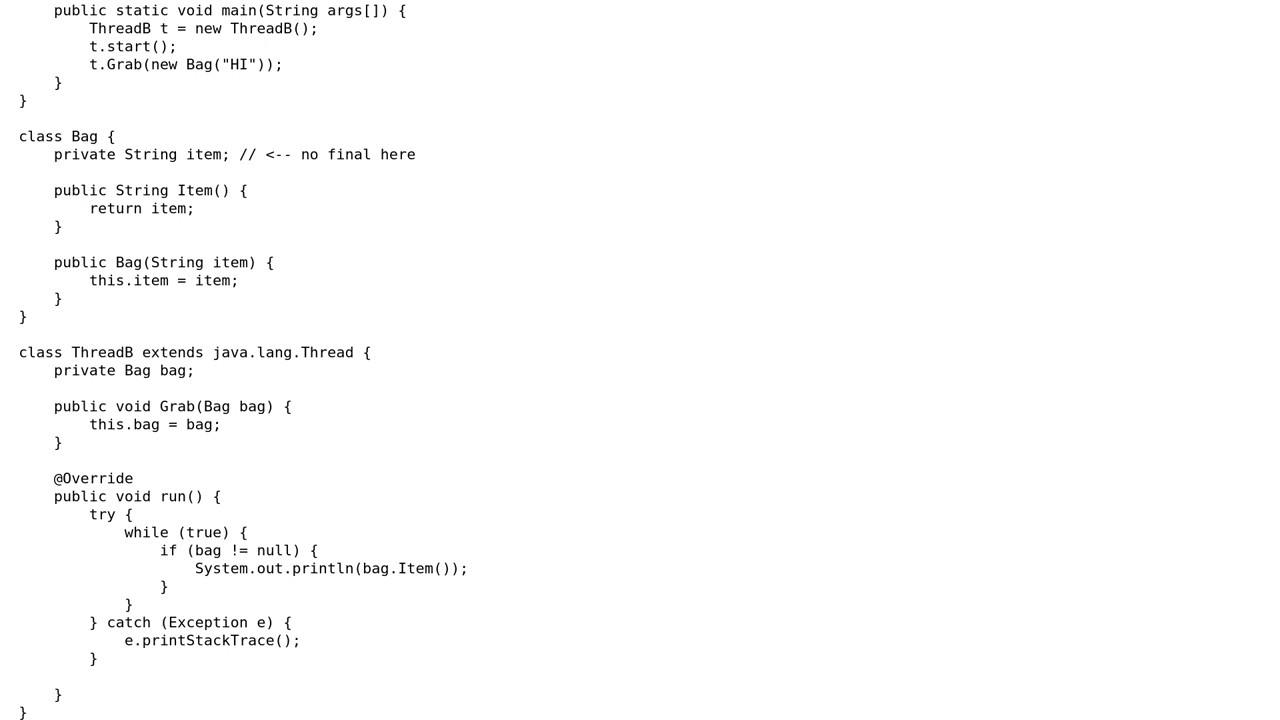 public static void main(String args[]) {
        ThreadB t = new ThreadB();
        t.start();
        t.Grab(new Bag("HI"));
    }
}

class Bag {
    private String item; // <-- no final here

    public String Item() {
        return item;
    }

    public Bag(String item) {
        this.item = item;
    }
}

class ThreadB extends java.lang.Thread {
    private Bag bag;

    public void Grab(Bag bag) {
        this.bag = bag;
    }

    @Override
    public void run() {
        try {
            while (true) {
                if (bag != null) {
                    System.out.println(bag.Item());
                }
            }
        } catch (Exception e) {
            e.printStackTrace();
        }

    }
}